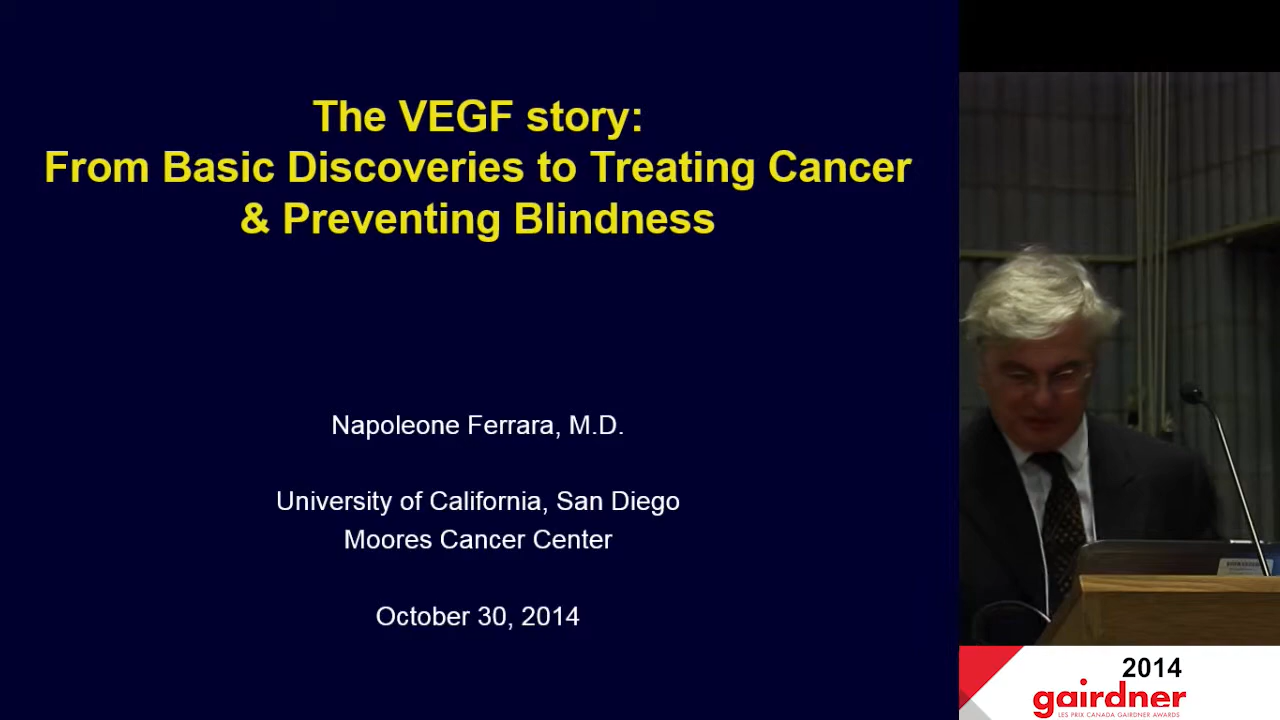 The VEGF story:
From Basic Discoveries to Treating Cancer
& Preventing Blindness
Napoleone Ferrara, M.D.
University of California, San Diego
Moores Cancer Center
October 30, 2014
2014
gairdner
LES PRIX CANADA GAIRDNER AWARDS